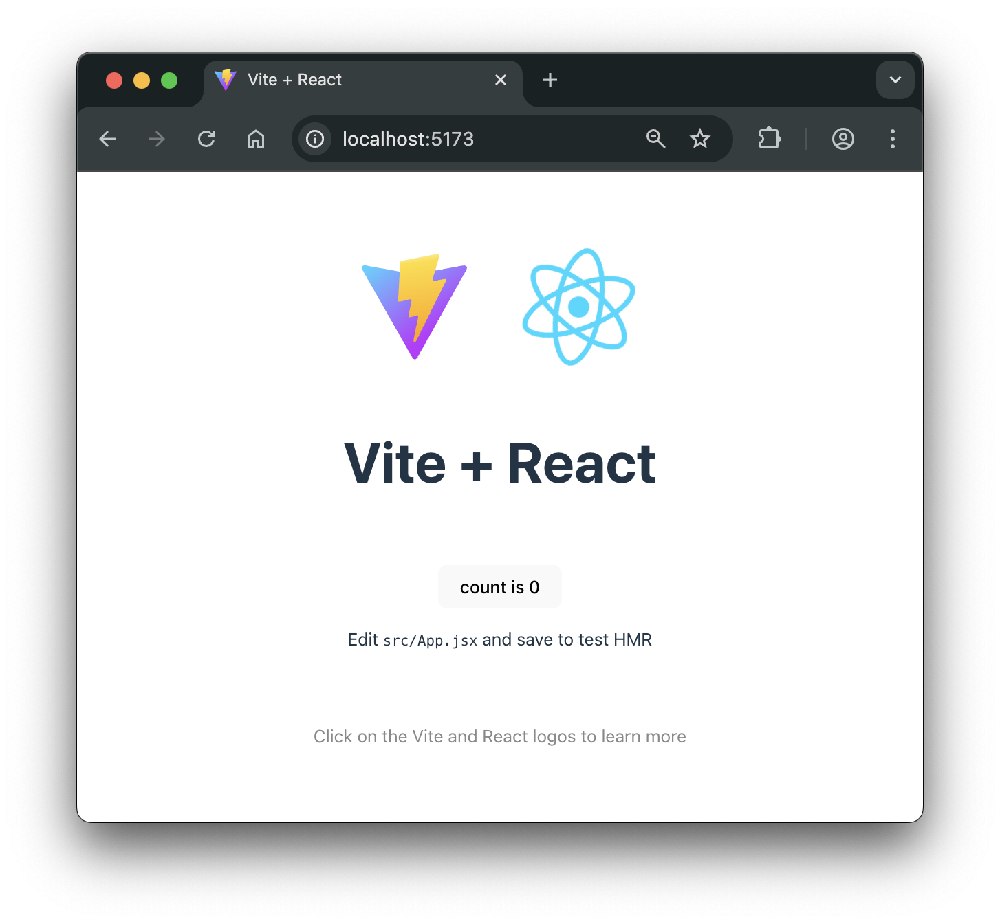 Vite + React
localhost:5173
Vite + React
count is 0
Edit src/App.jsx and save to test HMR
Click on the Vite and React logos to learn more